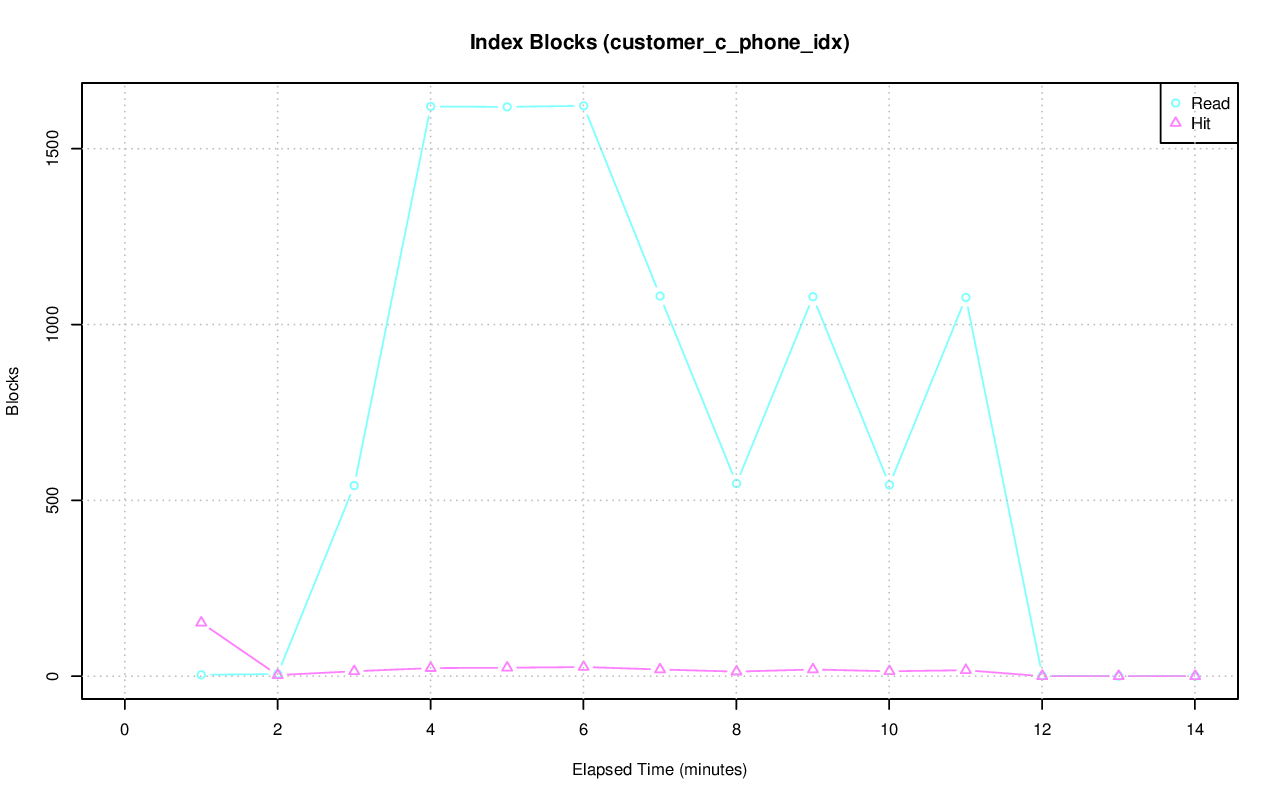 Index Blocks (customer_c_phone_idx)
Read
Hit
1500
1000
500
0
Blocks
0 2 4 6 8 10 12 14
Elapsed Time (minutes)